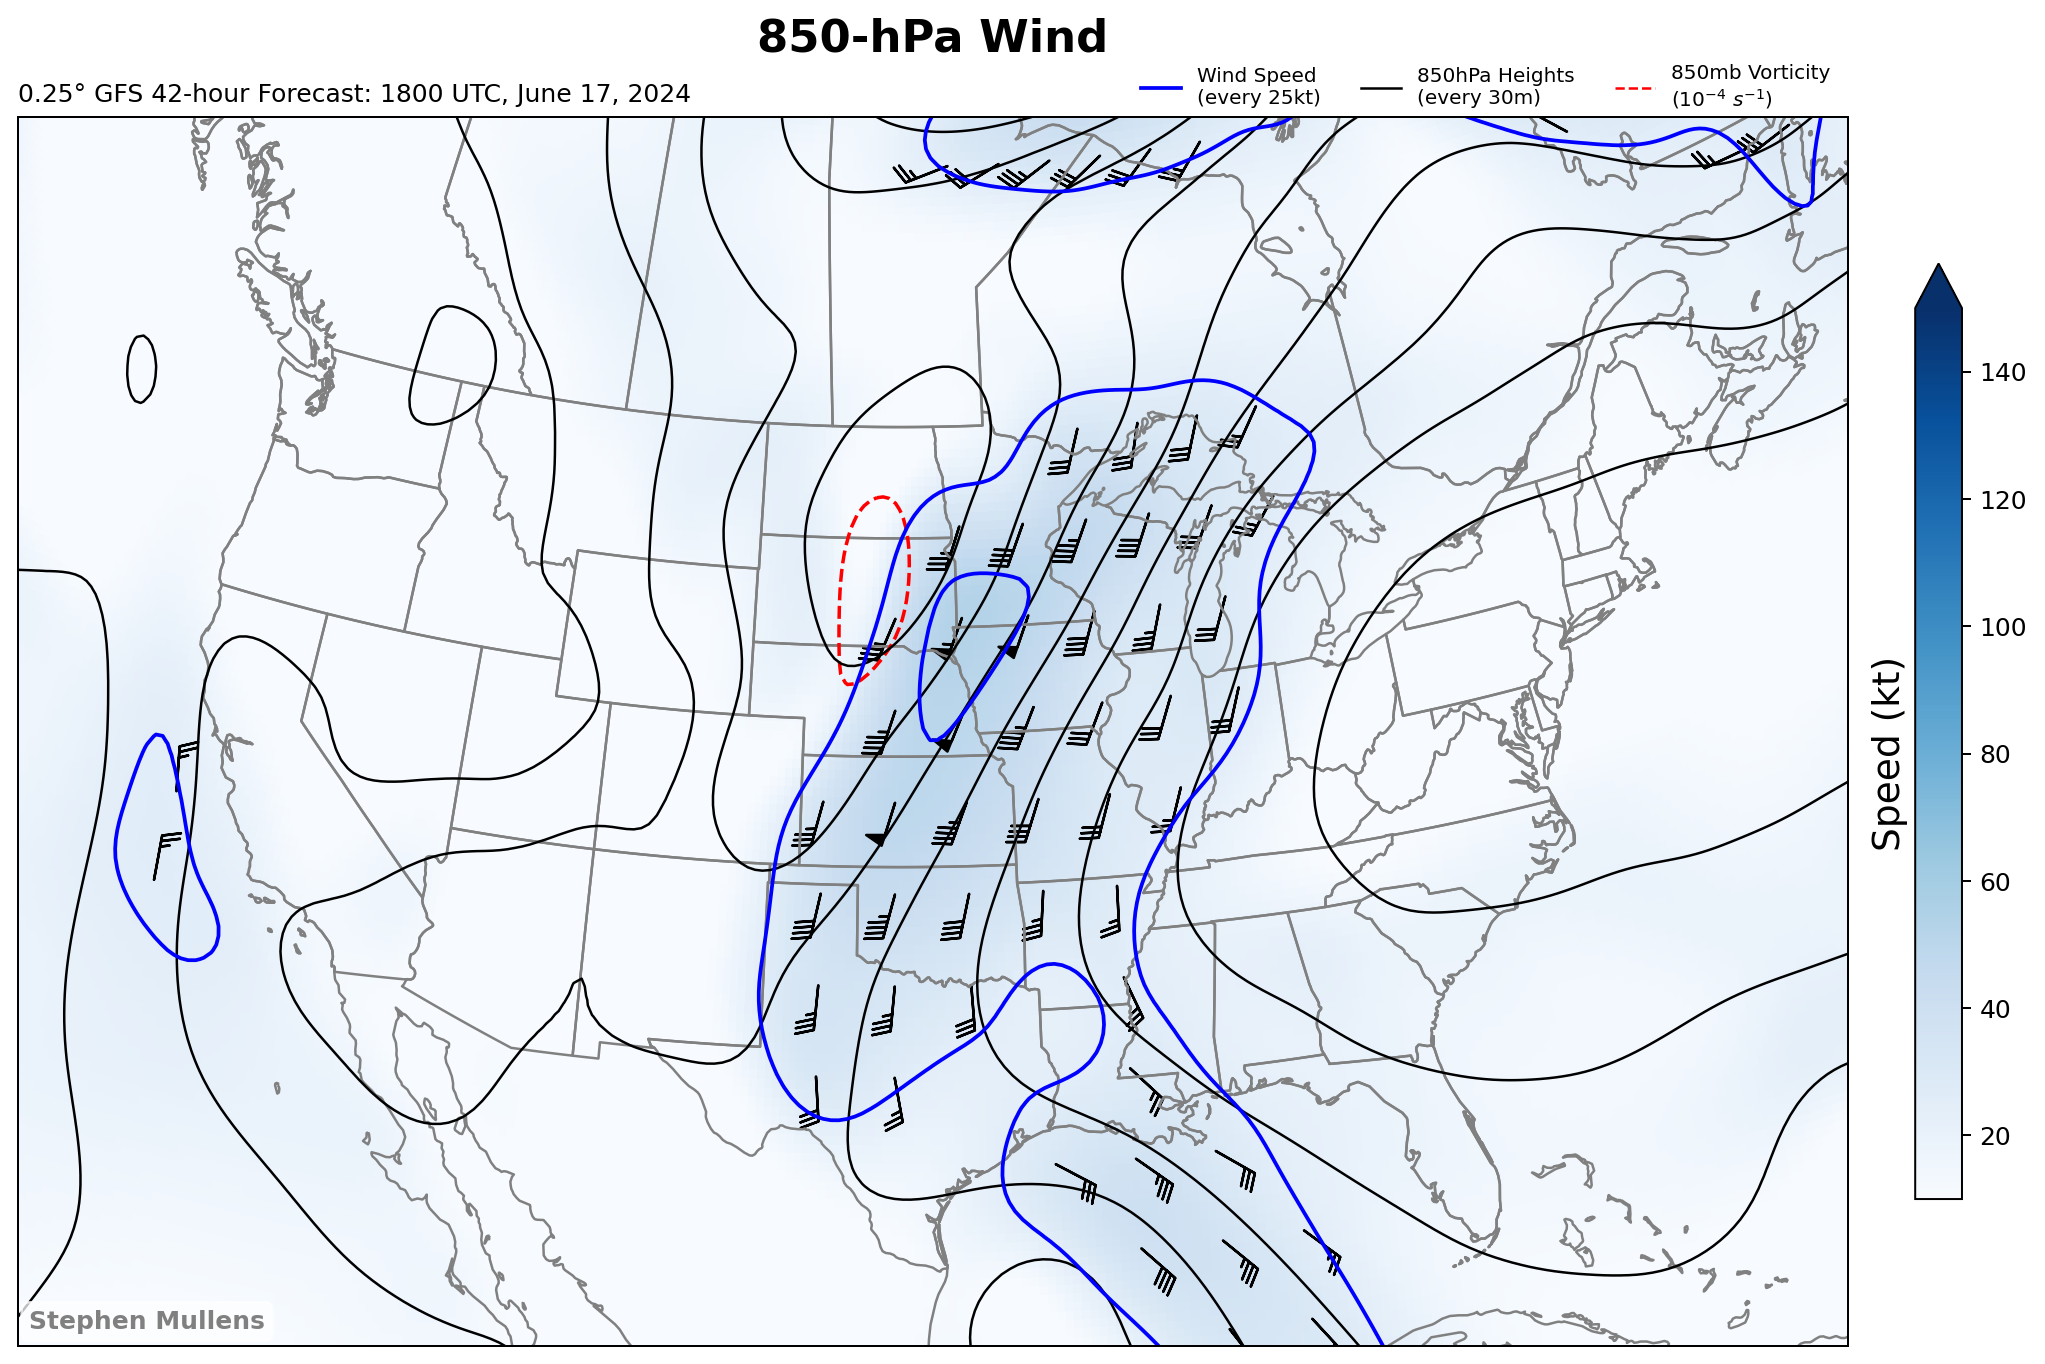 850-hPa Wind
0.25° GFS 42-hour Forecast: 1800 UTC, June 17, 2024
Wind Speed
(every 25kt)
850hPa Heights
(every 30m)
850mb Vorticity
(10⁻⁴ s⁻¹)
140
120
100
80
60
40
20
Speed (kt)
Stephen Mullens